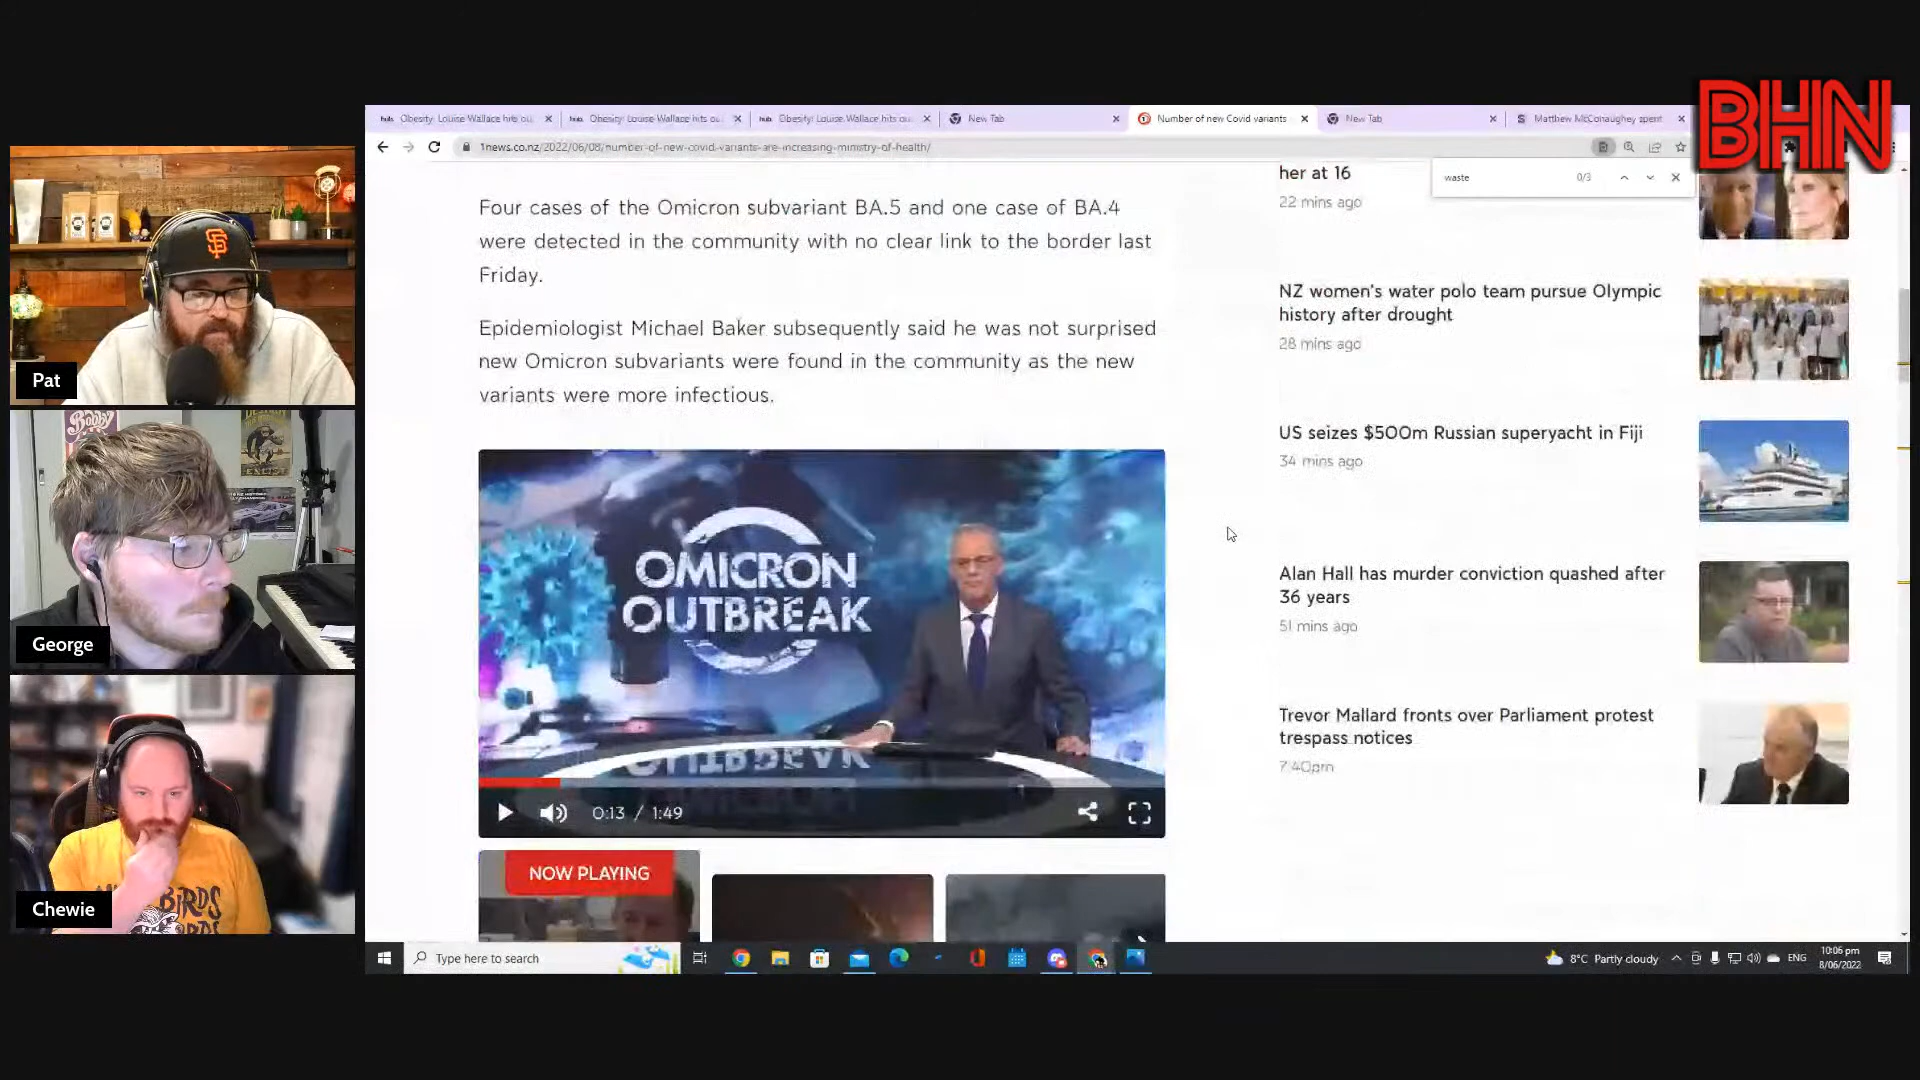 BHN
Obesity: Louise Wallace hits ou
Obesity: Louise Wallace hits ou
Obesity: Louise Wallace hits ou
New Tab
Number of new Covid variants
New Tab
Matthew McConaughey spent
1news.co.nz/2022/06/08/number-of-new-covid-variants-are-increasing-ministry-of-health/
waste
0/3
Four cases of the Omicron subvariant BA.5 and one case of BA.4
were detected in the community with no clear link to the border last
Friday.
Epidemiologist Michael Baker subsequently said he was not surprised
new Omicron subvariants were found in the community as the new
variants were more infectious.
OMICRON
OUTBREAK
0:13 / 1:49
NOW PLAYING
her at 16
22 mins ago
NZ women's water polo team pursue Olympic
history after drought
28 mins ago
US seizes $500m Russian superyacht in Fiji
34 mins ago
Alan Hall has murder conviction quashed after
36 years
51 mins ago
Trevor Mallard fronts over Parliament protest
trespass notices
7:40pm
Pat
George
Chewie
Type here to search
8°C Partly cloudy
ENG
10:06 pm
8/06/2022